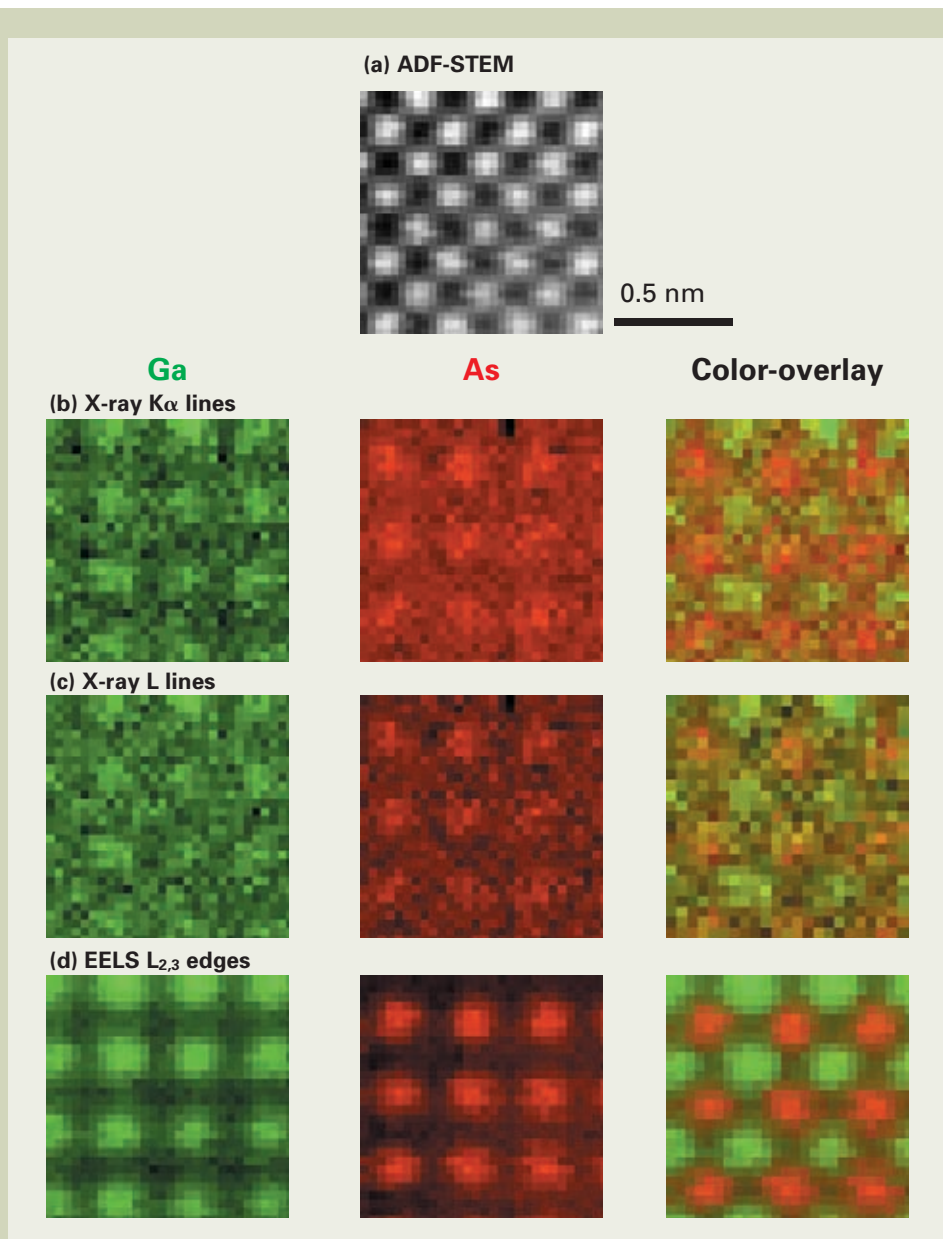 (a) ADF-STEM
0.5 nm
Ga
As
Color-overlay
(b) X-ray Kα lines
(c) X-ray L lines
(d) EELS L2,3 edges